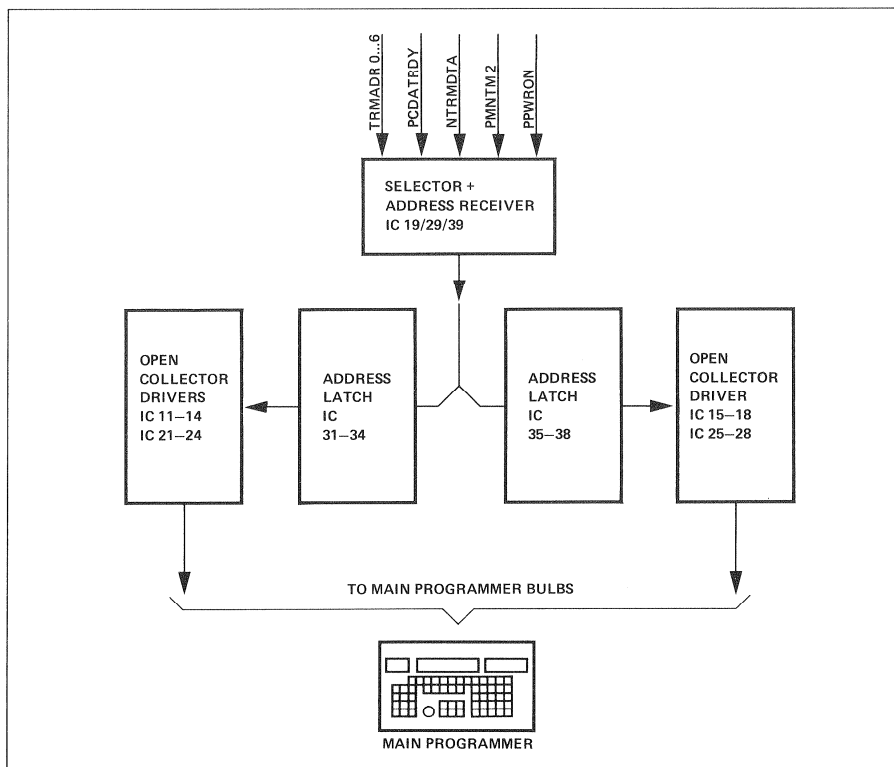 TRMADR 0...6
PCDATRDY
NTRMDTA
PMNTM2
PPWRON
SELECTOR +
ADDRESS RECEIVER
IC 19/29/39
OPEN
COLLECTOR
DRIVERS
IC 11–14
IC 21–24
ADDRESS
LATCH
IC
31–34
ADDRESS
LATCH
IC
35–38
OPEN
COLLECTOR
DRIVER
IC 15–18
IC 25–28
TO MAIN PROGRAMMER BULBS
MAIN PROGRAMMER